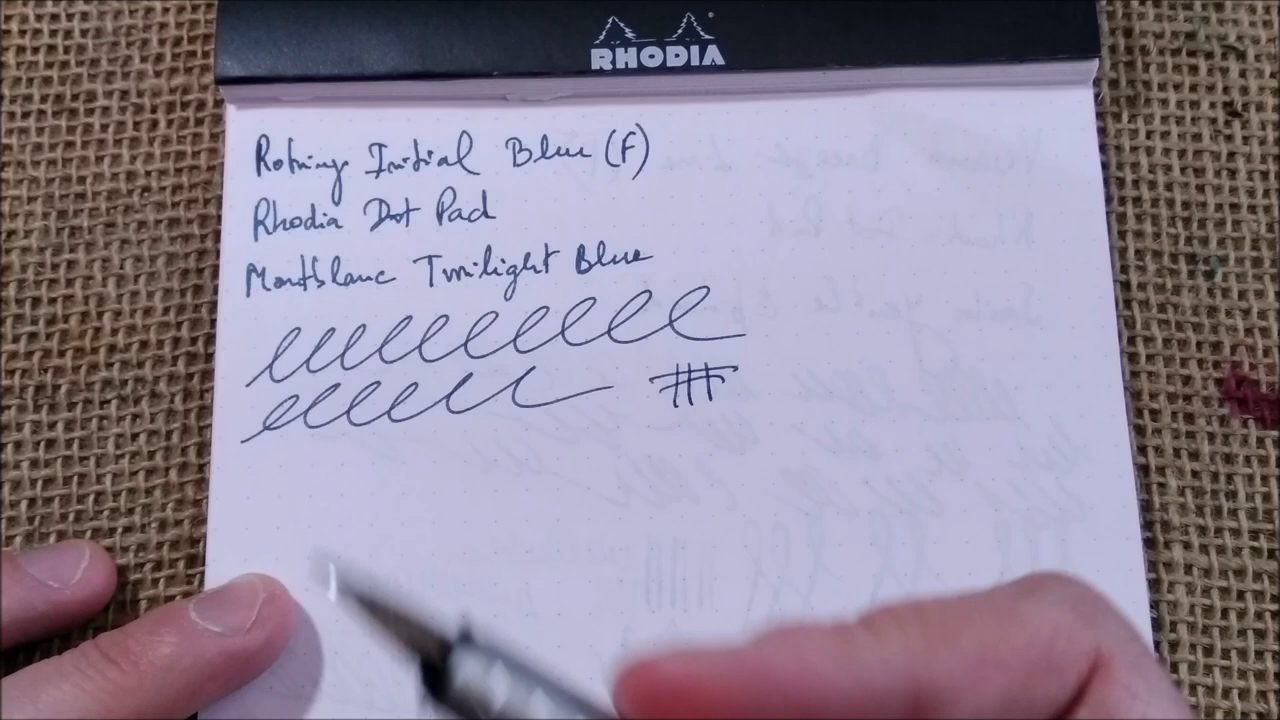 RHODIA
Rotring Initial Blue (F)
Rhodia Dot Pad
Montblanc Twilight Blue